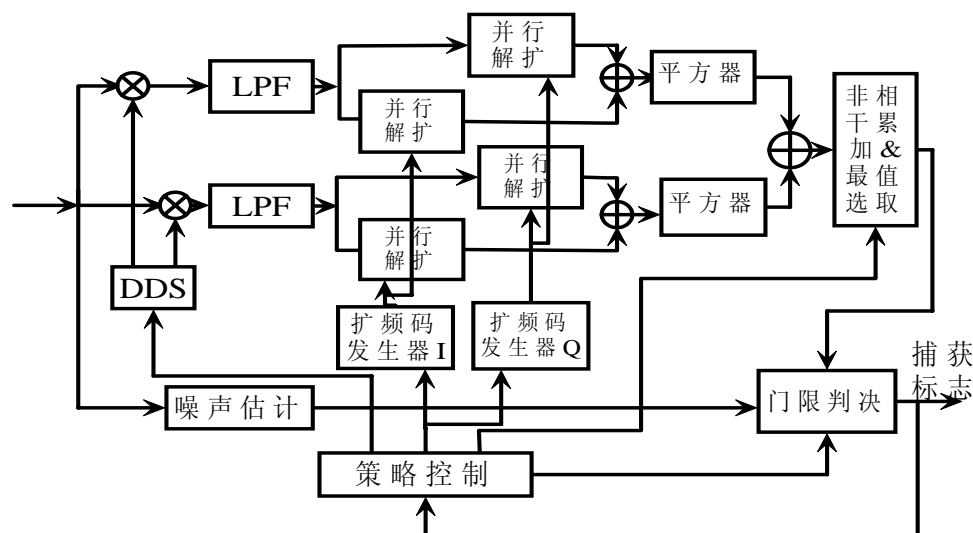 并行
解扩
LPF
并行
解扩
平方器
非相
干累
加&
最值
选取
LPF
并行
解扩
并行
解扩
平方器
DDS
扩频码
发生器I
扩频码
发生器Q
捕获
标志
噪声估计
门限判决
策略控制